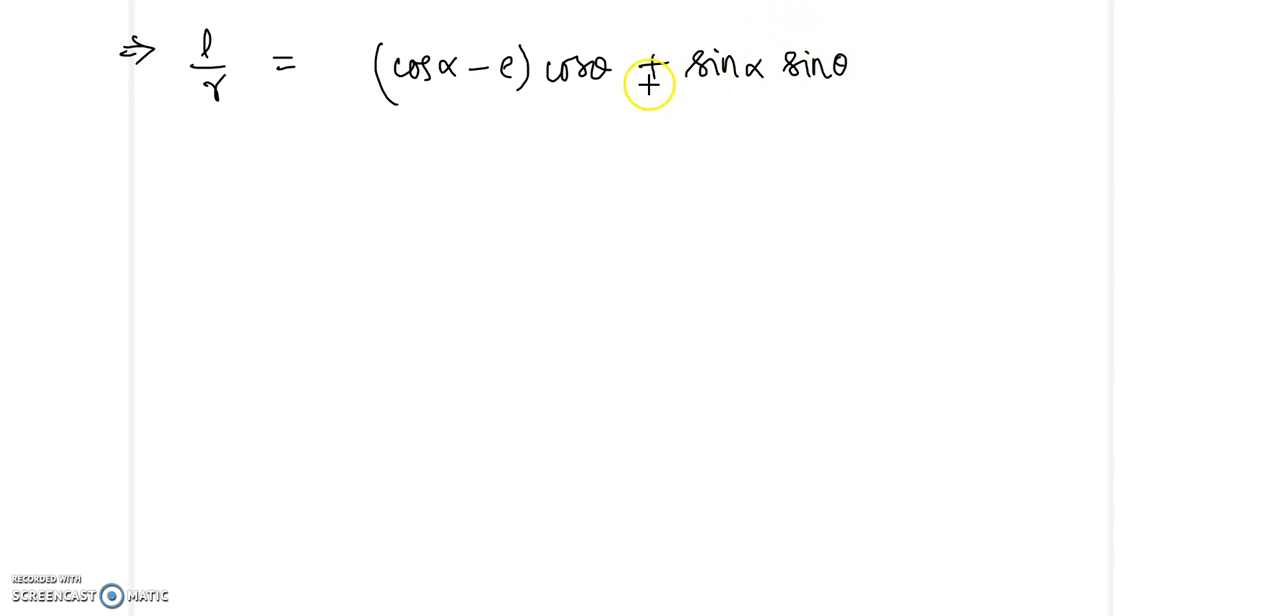 ⇒ l/r = (cosα − e) cosθ + sinα sinθ
RECORDED WITH
SCREENCAST MATIC